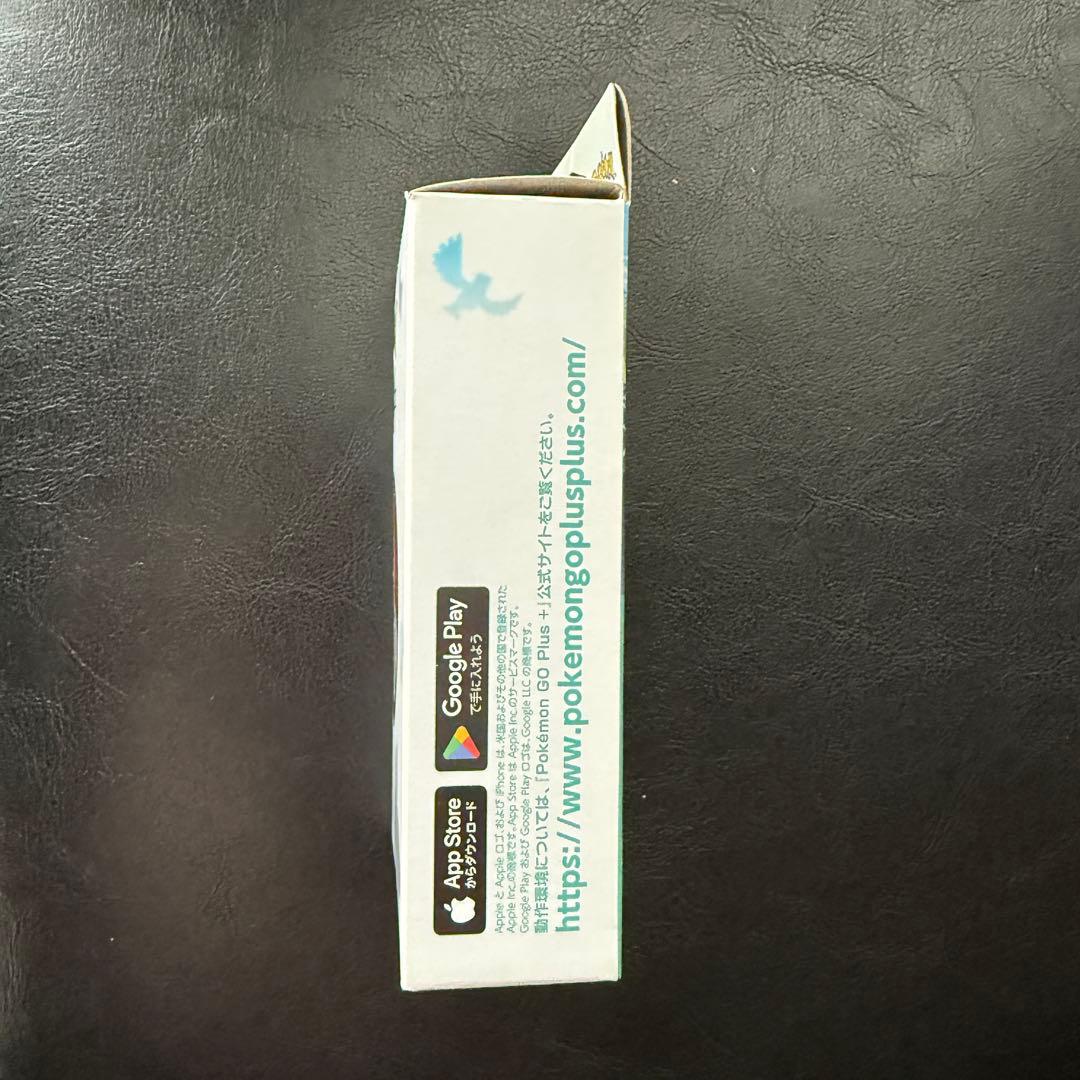 App Store
からダウンロード
Google Play
で手に入れよう
Apple と Apple ロゴ、および iPhone は、米国およびその他の国で登録された
Apple Inc.の商標です。App Store は Apple Inc.のサービスマークです。
Google Play および Google Play ロゴは、Google LLC の商標です。
動作環境については、『Pokémon GO Plus +』公式サイトをご覧ください。
https://www.pokemongoplusplus.com/